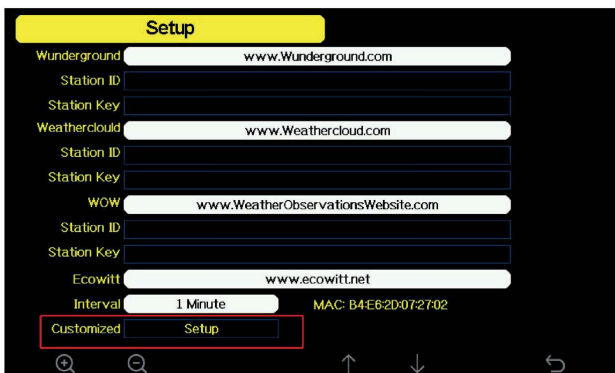 Setup
Wunderground www.Wunderground.com
Station ID
Station Key
Weatherclould www.Weathercloud.com
Station ID
Station Key
WOW www.WeatherObservationsWebsite.com
Station ID
Station Key
Ecowitt www.ecowitt.net
Interval 1 Minute MAC: B4:E6:2D:07:27:02
Customized Setup